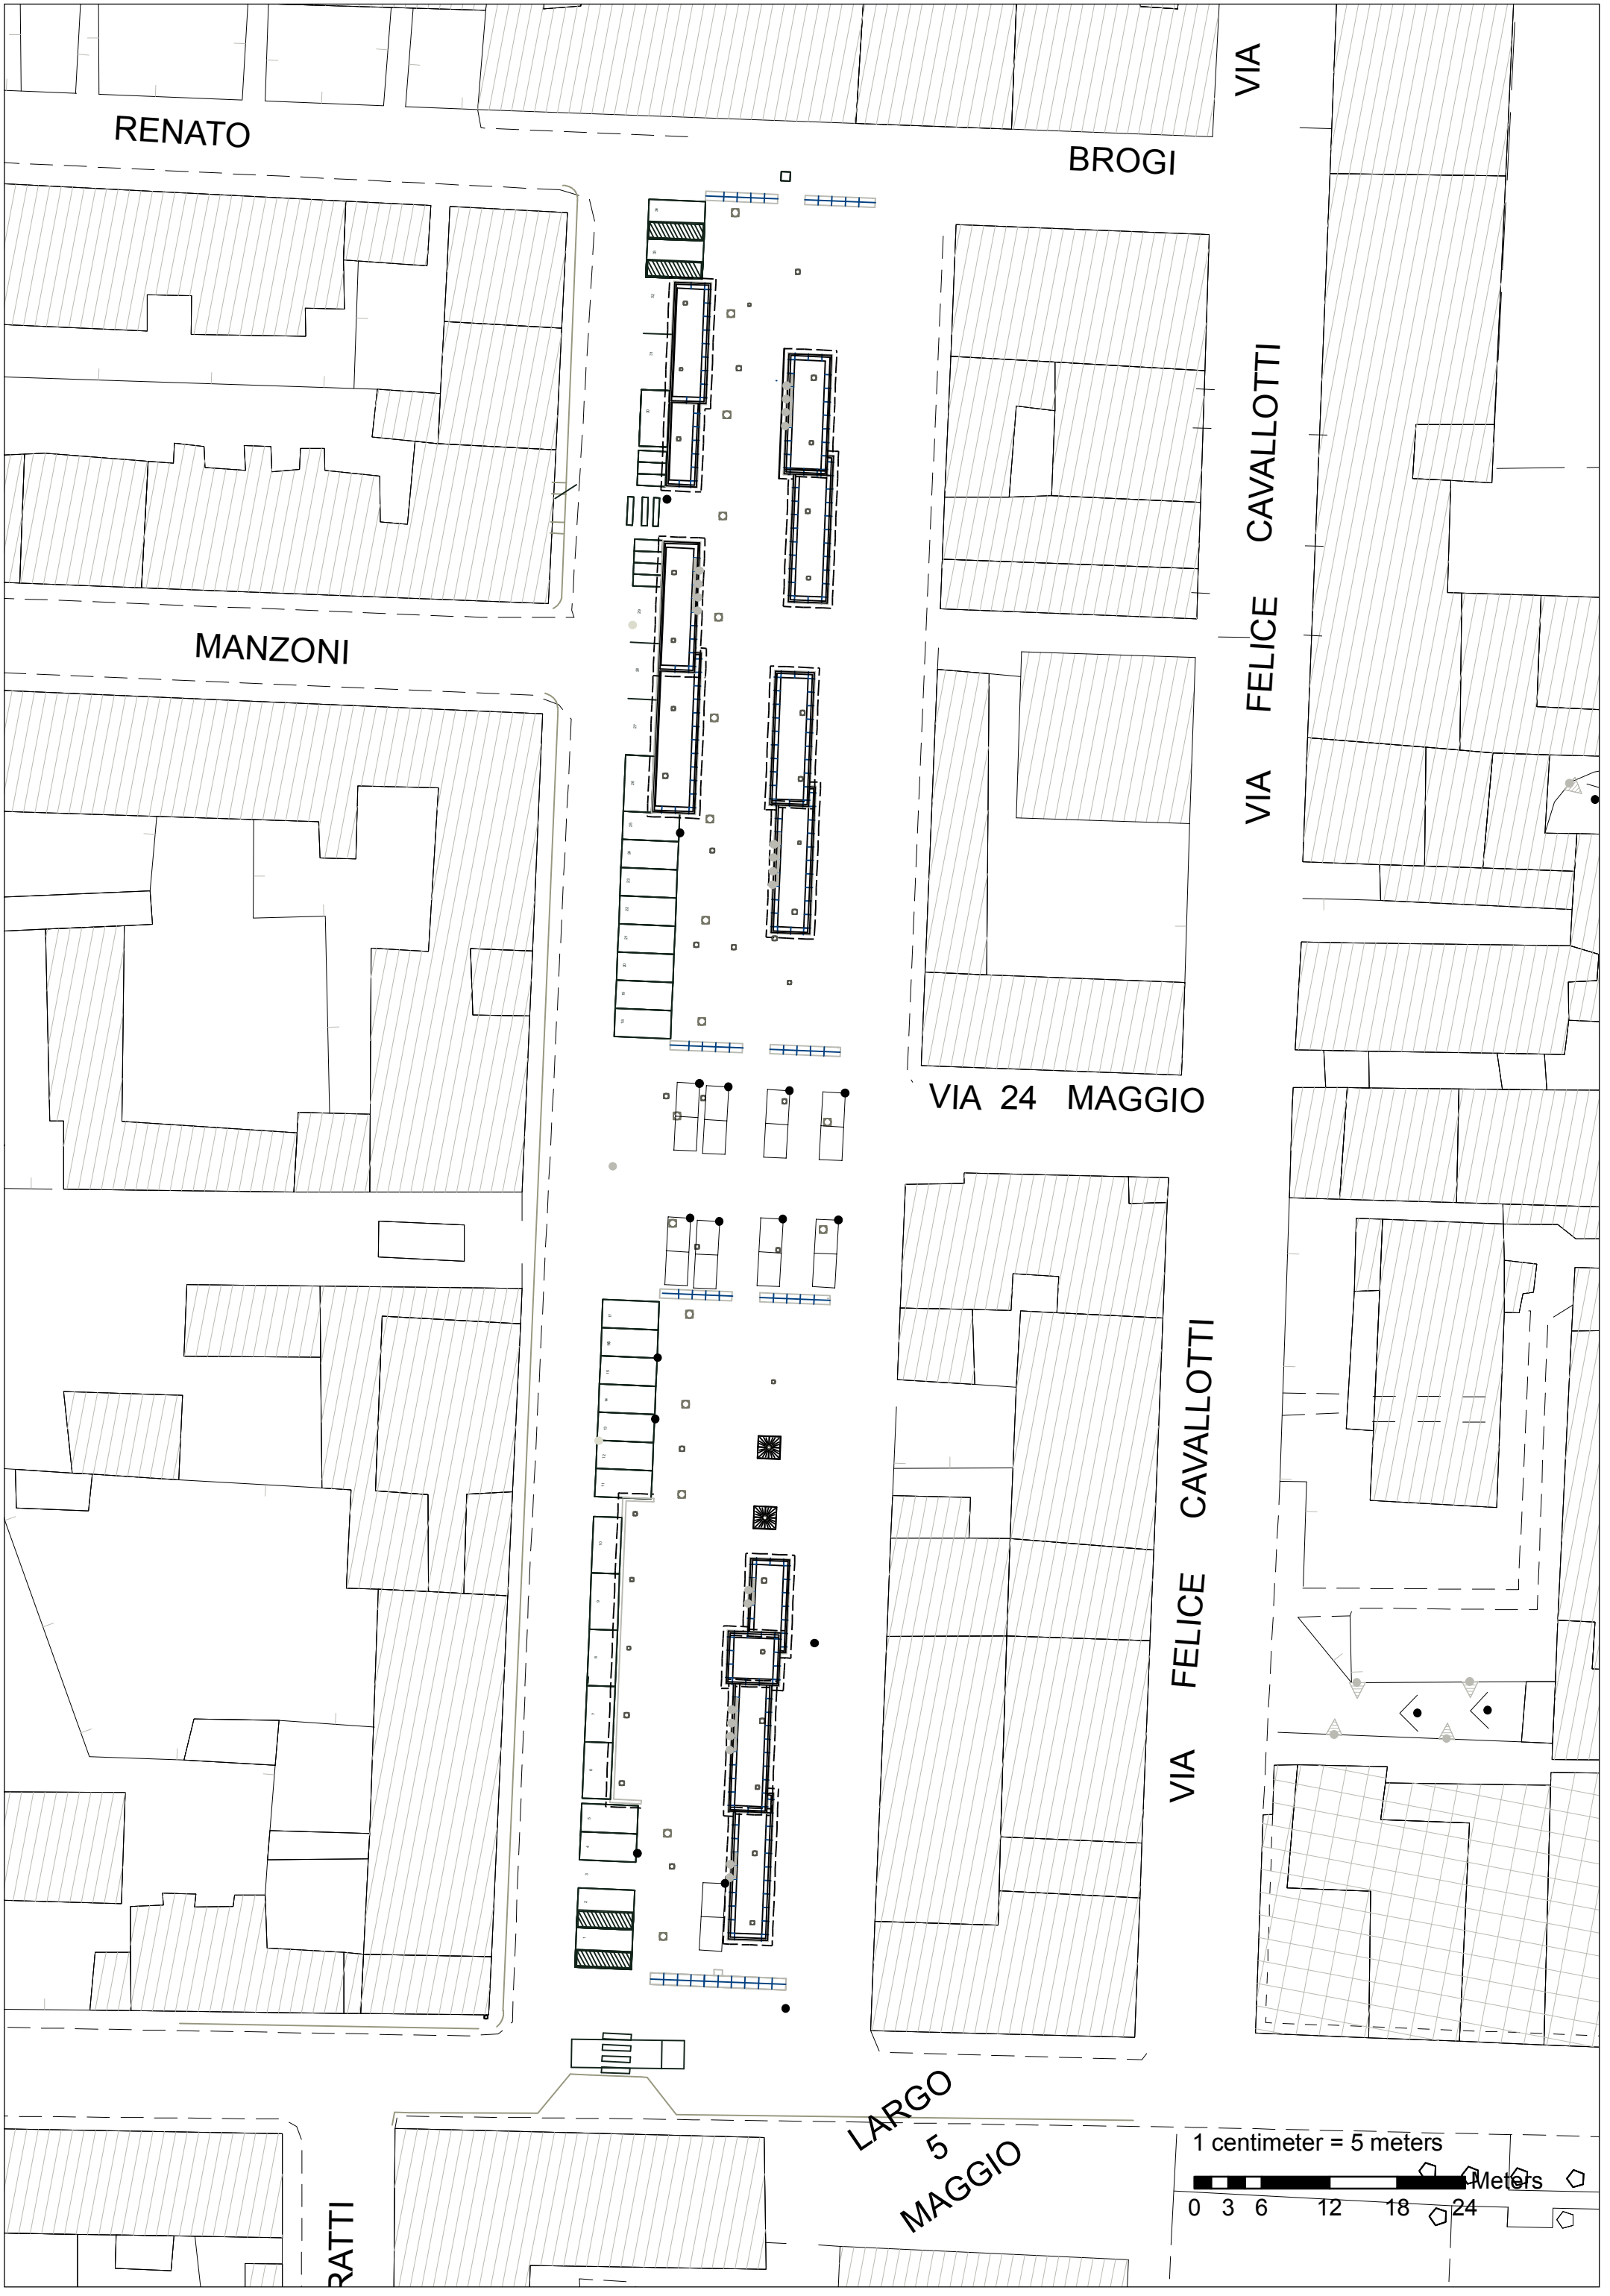 VIA
RENATO
BROGI
CAVALLOTTI
FELICE
MANZONI
VIA
VIA 24 MAGGIO
CAVALLOTTI
FELICE
VIA
LARGO
5
MAGGIO
1 centimeter = 5 meters
Meters
0 3 6 12 18 24
RATTI